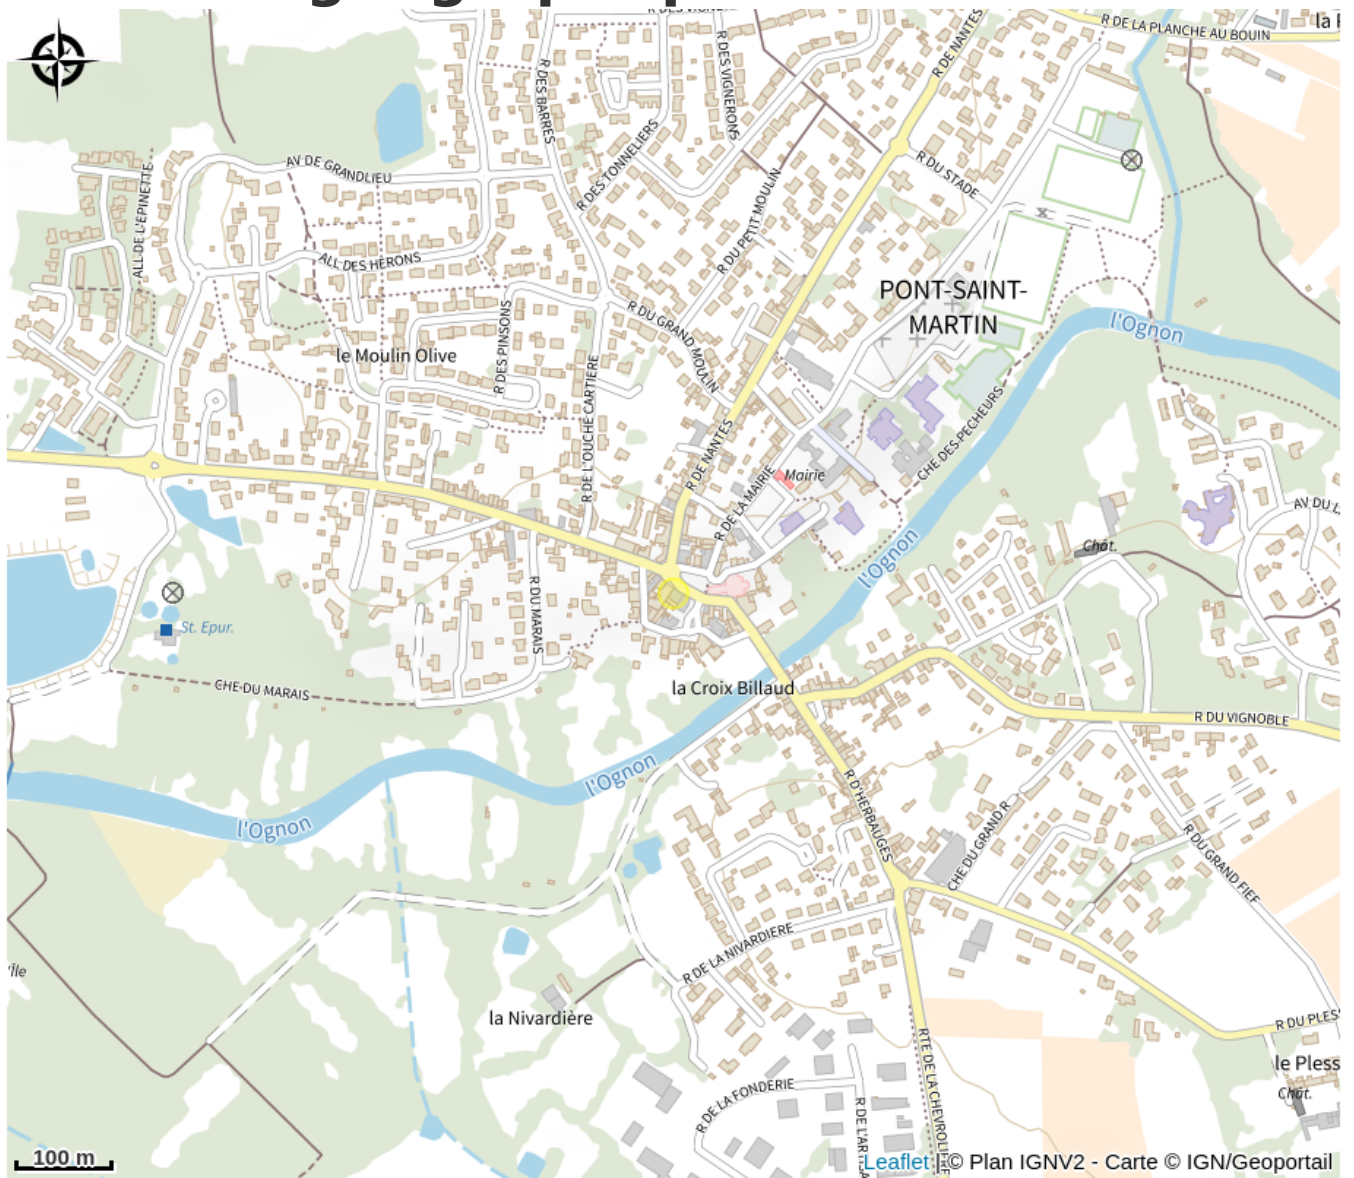 R DE LA PLANCHE AU BOUIN
R DE NANTES
R DES VIGNERONS
R DES BARRES
R DES TONNELIERS
AV DE GRANDLIEU
ALL DE L'EPINETTE
R DU STADE
R DU PETIT MOULIN
ALL DES HERONS
PONT-SAINT-
MARTIN
l'Ognon
R DU GRAND MOULIN
R DES PINSONS
le Moulin Olive
R DE L'OUCHE CARTIERE
CHE DES PECHEURS
R DE NANTES
R DE LA MAIRIE
Mairie
AV DU L
Chât.
l'Ognon
R DU MARAIS
St. Epur.
CHE DU MARAIS
la Croix Billaud
R DU VIGNOBLE
l'Ognon
l'Ognon
R D'HERBAUGES
CHE DU GRAND R
R DU GRAND FIEF
R DE LA NIVARDIERE
Île
la Nivardière
R DU PLES
le Pless
Chât.
RTE DE LA CHEVROLIERE
R DE LA FONDERIE
R DE L'ARTISA
100 m
Leaflet | © Plan IGNV2 - Carte © IGN/Geoportail